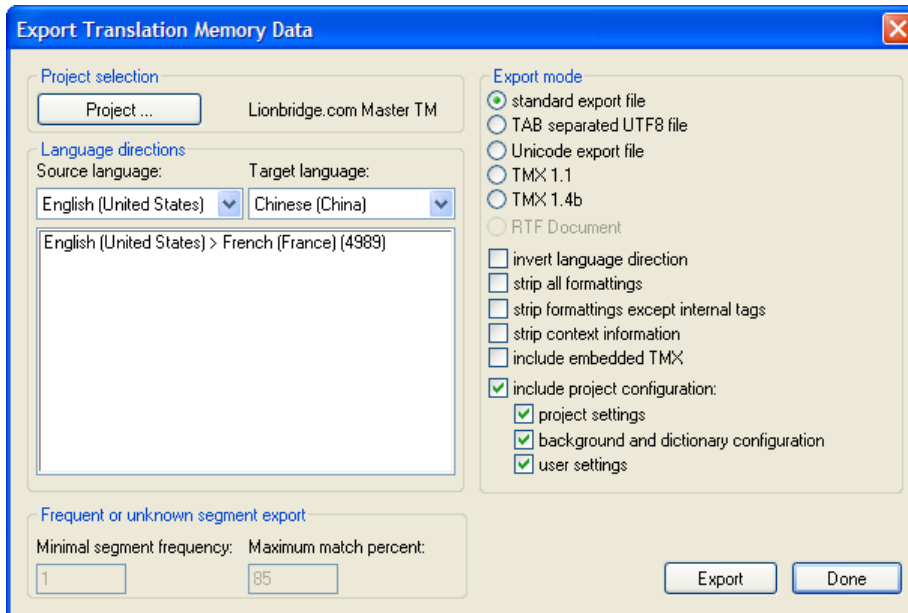 Export Translation Memory Data
Project selection
Project ...
Lionbridge.com Master TM
Language directions
Source language:
Target language:
English (United States)
Chinese (China)
English (United States) > French (France) (4989)
Frequent or unknown segment export
Minimal segment frequency:
Maximum match percent:
1
85
Export mode
standard export file
TAB separated UTF8 file
Unicode export file
TMX 1.1
TMX 1.4b
RTF Document
invert language direction
strip all formattings
strip formattings except internal tags
strip context information
include embedded TMX
include project configuration:
project settings
background and dictionary configuration
user settings
Export
Done